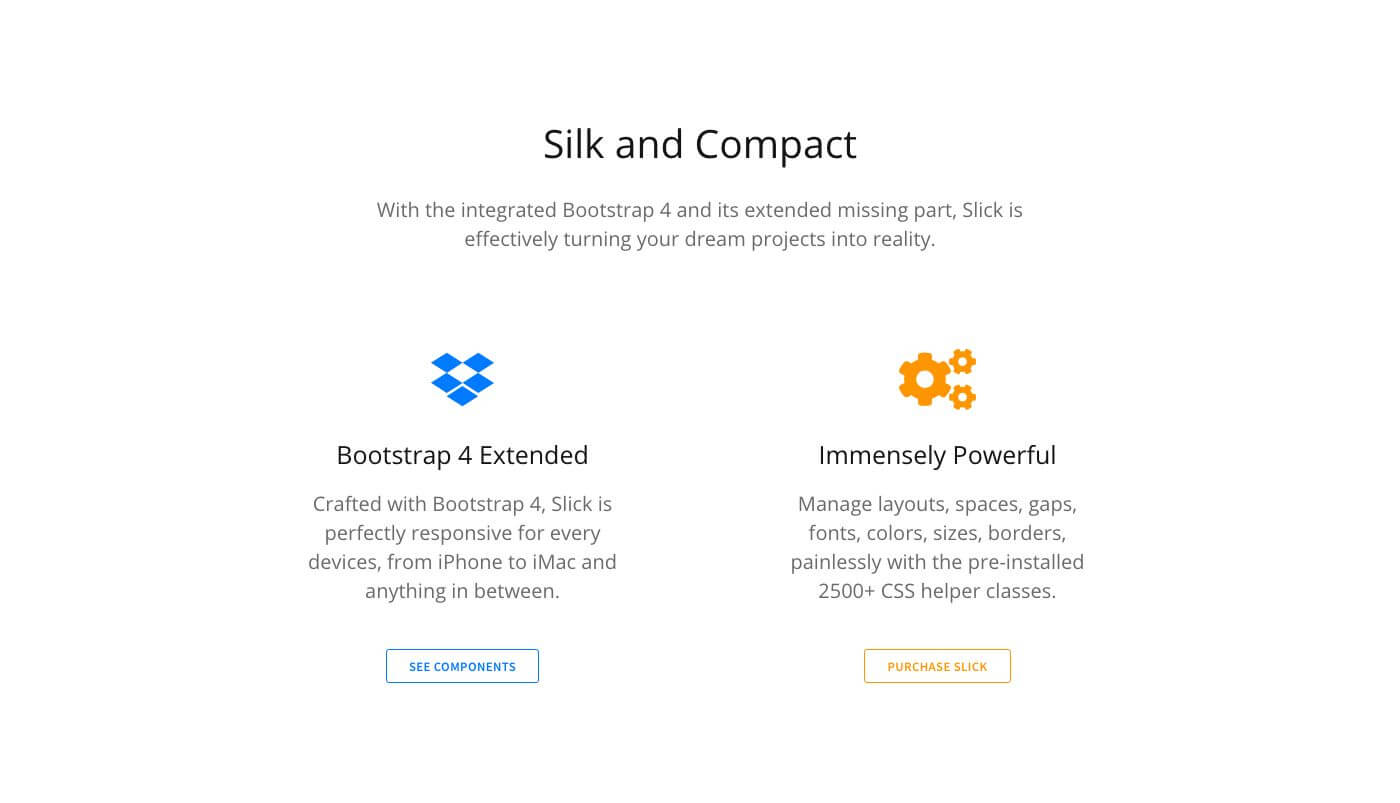 Silk and Compact
With the integrated Bootstrap 4 and its extended missing part, Slick is
effectively turning your dream projects into reality.
Bootstrap 4 Extended
Crafted with Bootstrap 4, Slick is
perfectly responsive for every
devices, from iPhone to iMac and
anything in between.
SEE COMPONENTS
Immensely Powerful
Manage layouts, spaces, gaps,
fonts, colors, sizes, borders,
painlessly with the pre-installed
2500+ CSS helper classes.
PURCHASE SLICK